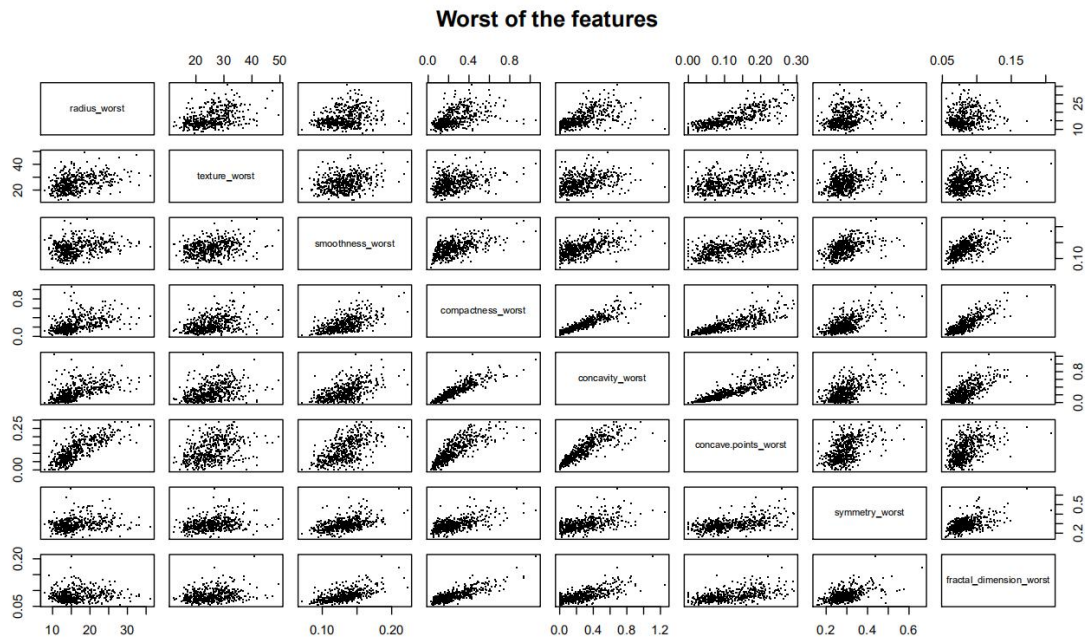 Worst of the features
20 30 40 50
0.0 0.4 0.8
0.00 0.10 0.20 0.30
0.05 0.15
radius_worst
10 25
20 40
texture_worst
smoothness_worst
0.10
0.0 0.8
compactness_worst
concavity_worst
0.0 0.8
0.00 0.25
concave.points_worst
symmetry_worst
0.2 0.5
0.05 0.20
fractal_dimension_worst
10 20 30
0.10 0.20
0.0 0.4 0.8 1.2
0.2 0.4 0.6